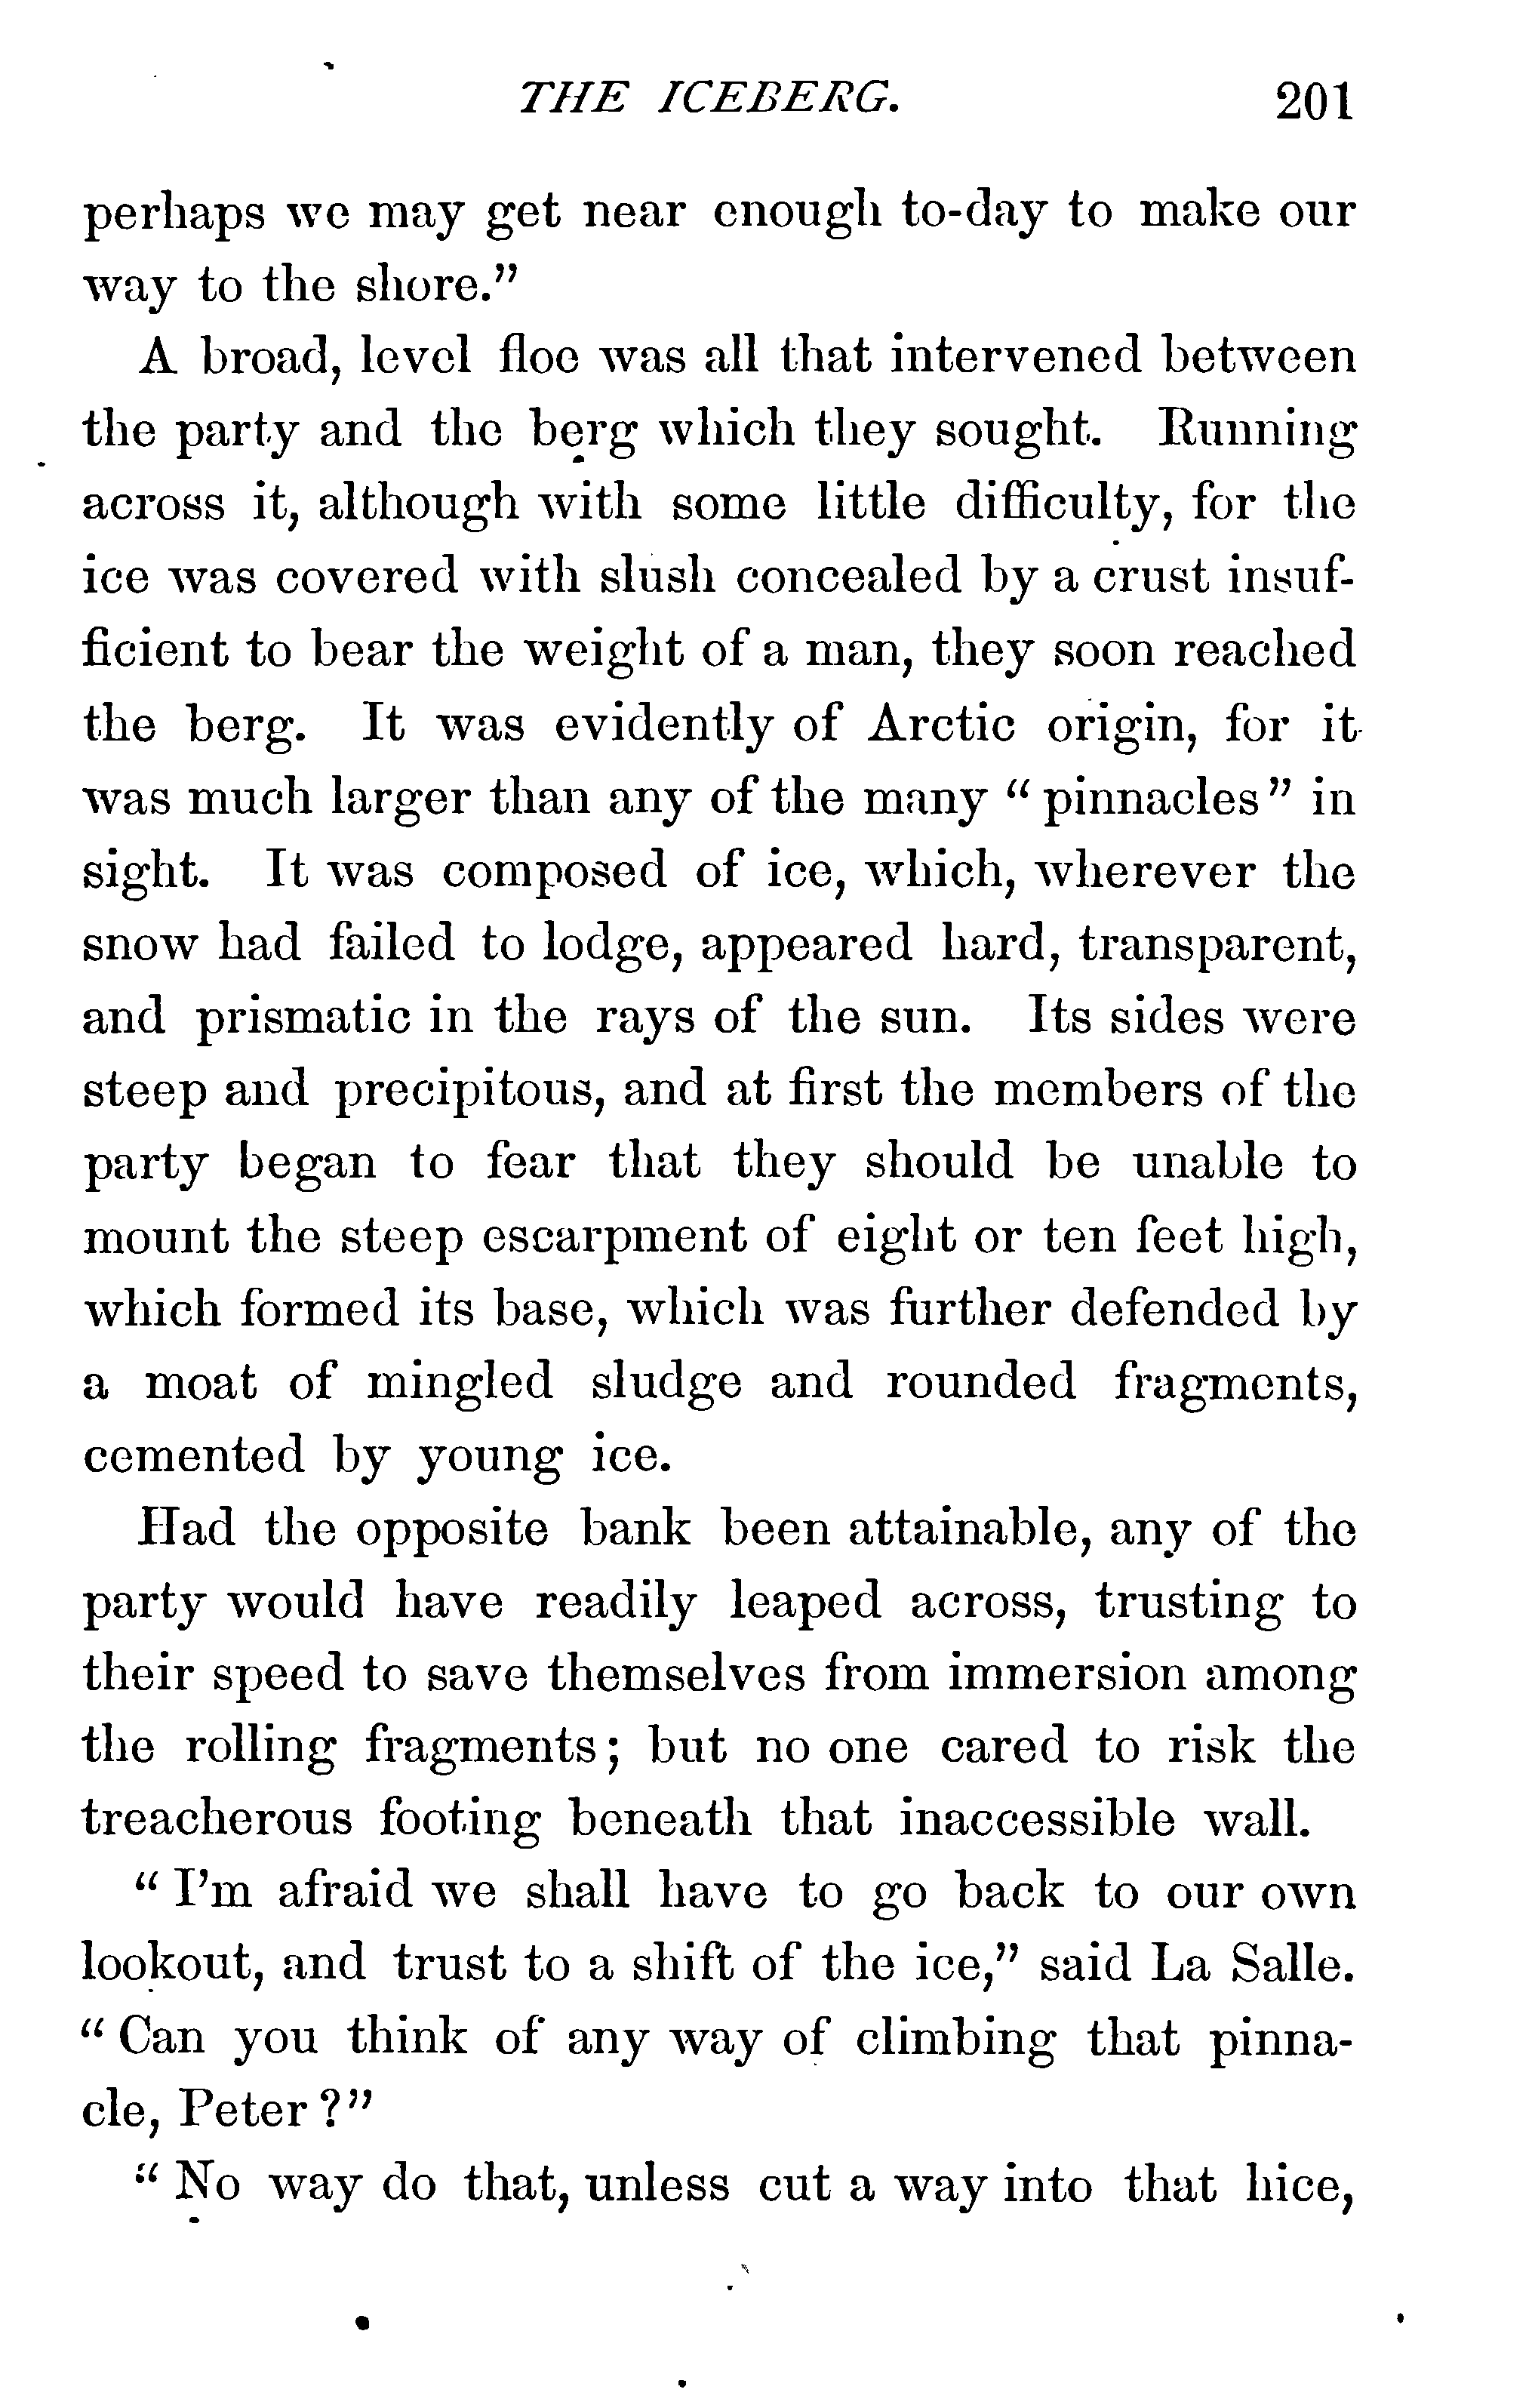 THE ICEBERG. 201
perhaps we may get near enough to-day to make our
way to the shore."
A broad, level floe was all that intervened between
the party and the berg which they sought. Running
across it, although with some little difficulty, for the
ice was covered with slush concealed by a crust insuf-
ficient to bear the weight of a man, they soon reached
the berg. It was evidently of Arctic origin, for it
was much larger than any of the many "pinnacles" in
sight. It was composed of ice, which, wherever the
snow had failed to lodge, appeared hard, transparent,
and prismatic in the rays of the sun. Its sides were
steep and precipitous, and at first the members of the
party began to fear that they should be unable to
mount the steep escarpment of eight or ten feet high,
which formed its base, which was further defended by
a moat of mingled sludge and rounded fragments,
cemented by young ice.
Had the opposite bank been attainable, any of the
party would have readily leaped across, trusting to
their speed to save themselves from immersion among
the rolling fragments; but no one cared to risk the
treacherous footing beneath that inaccessible wall.
"I'm afraid we shall have to go back to our own
lookout, and trust to a shift of the ice," said La Salle.
"Can you think of any way of climbing that pinna-
cle, Peter?"
"No way do that, unless cut a way into that hice,